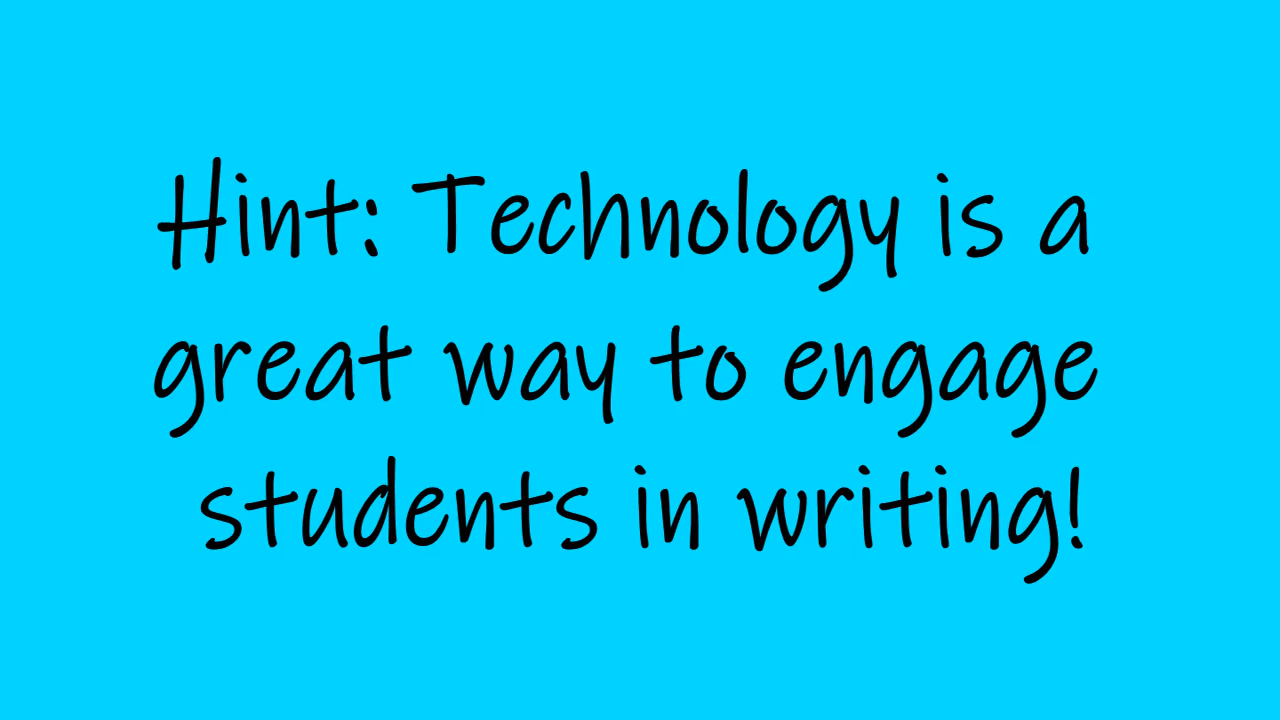 Hint: Technology is a
great way to engage
students in writing!